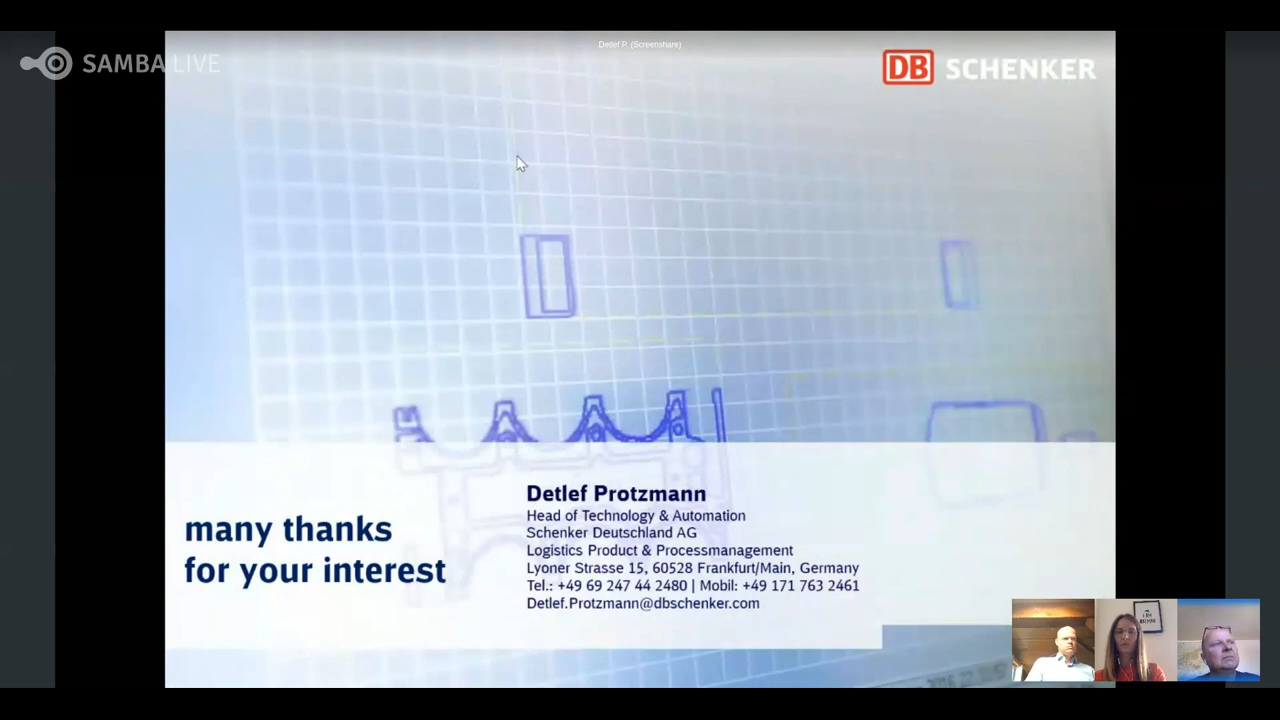 Detlef P. (Screenshare)
SAMBA LIVE
DB SCHENKER
many thanks
for your interest
Detlef Protzmann
Head of Technology & Automation
Schenker Deutschland AG
Logistics Product & Processmanagement
Lyoner Strasse 15, 60528 Frankfurt/Main, Germany
Tel.: +49 69 247 44 2480 | Mobil: +49 171 763 2461
Detlef.Protzmann@dbschenker.com